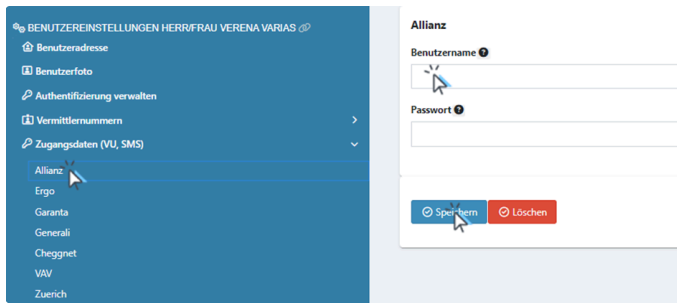 BENUTZEREINSTELLUNGEN HERR/FRAU VERENA VARIAS
Benutzeradresse
Benutzerfoto
Authentifizierung verwalten
Vermittlernummern
Zugangsdaten (VU, SMS)
Allianz
Ergo
Garanta
Generali
Cheggnet
VAV
Zuerich
Allianz
Benutzername
Passwort
Speichern
Löschen